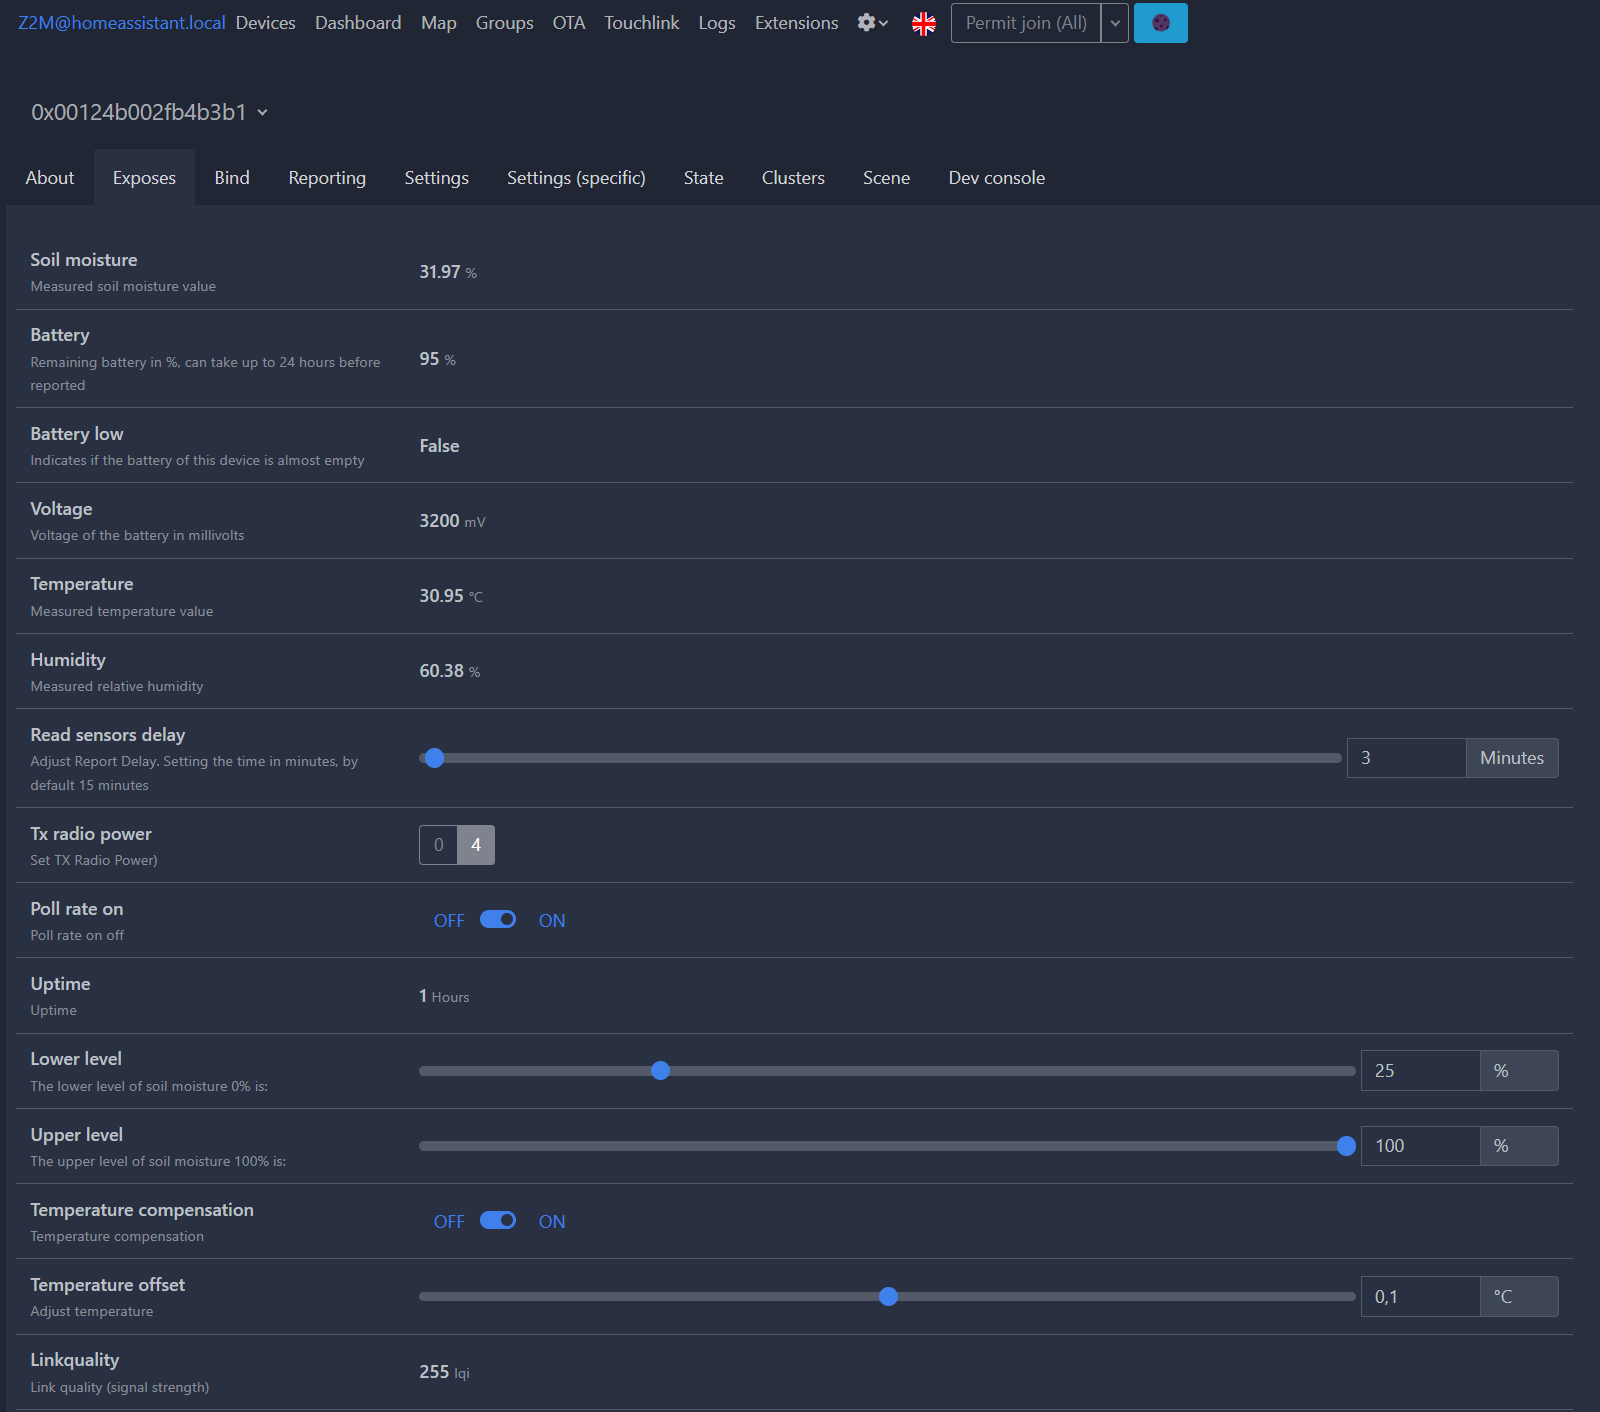 Z2M@homeassistant.local Devices Dashboard Map Groups OTA Touchlink Logs Extensions Permit join (All)
0x00124b002fb4b3b1
About Exposes Bind Reporting Settings Settings (specific) State Clusters Scene Dev console
Soil moisture
Measured soil moisture value
31.97 %
Battery
Remaining battery in %, can take up to 24 hours before
reported
95 %
Battery low
Indicates if the battery of this device is almost empty
False
Voltage
Voltage of the battery in millivolts
3200 mV
Temperature
Measured temperature value
30.95 °C
Humidity
Measured relative humidity
60.38 %
Read sensors delay
Adjust Report Delay. Setting the time in minutes, by
default 15 minutes
3 Minutes
Tx radio power
Set TX Radio Power)
0 4
Poll rate on
Poll rate on off
OFF ON
Uptime
Uptime
1 Hours
Lower level
The lower level of soil moisture 0% is:
25 %
Upper level
The upper level of soil moisture 100% is:
100 %
Temperature compensation
Temperature compensation
OFF ON
Temperature offset
Adjust temperature
0,1 °C
Linkquality
Link quality (signal strength)
255 lqi